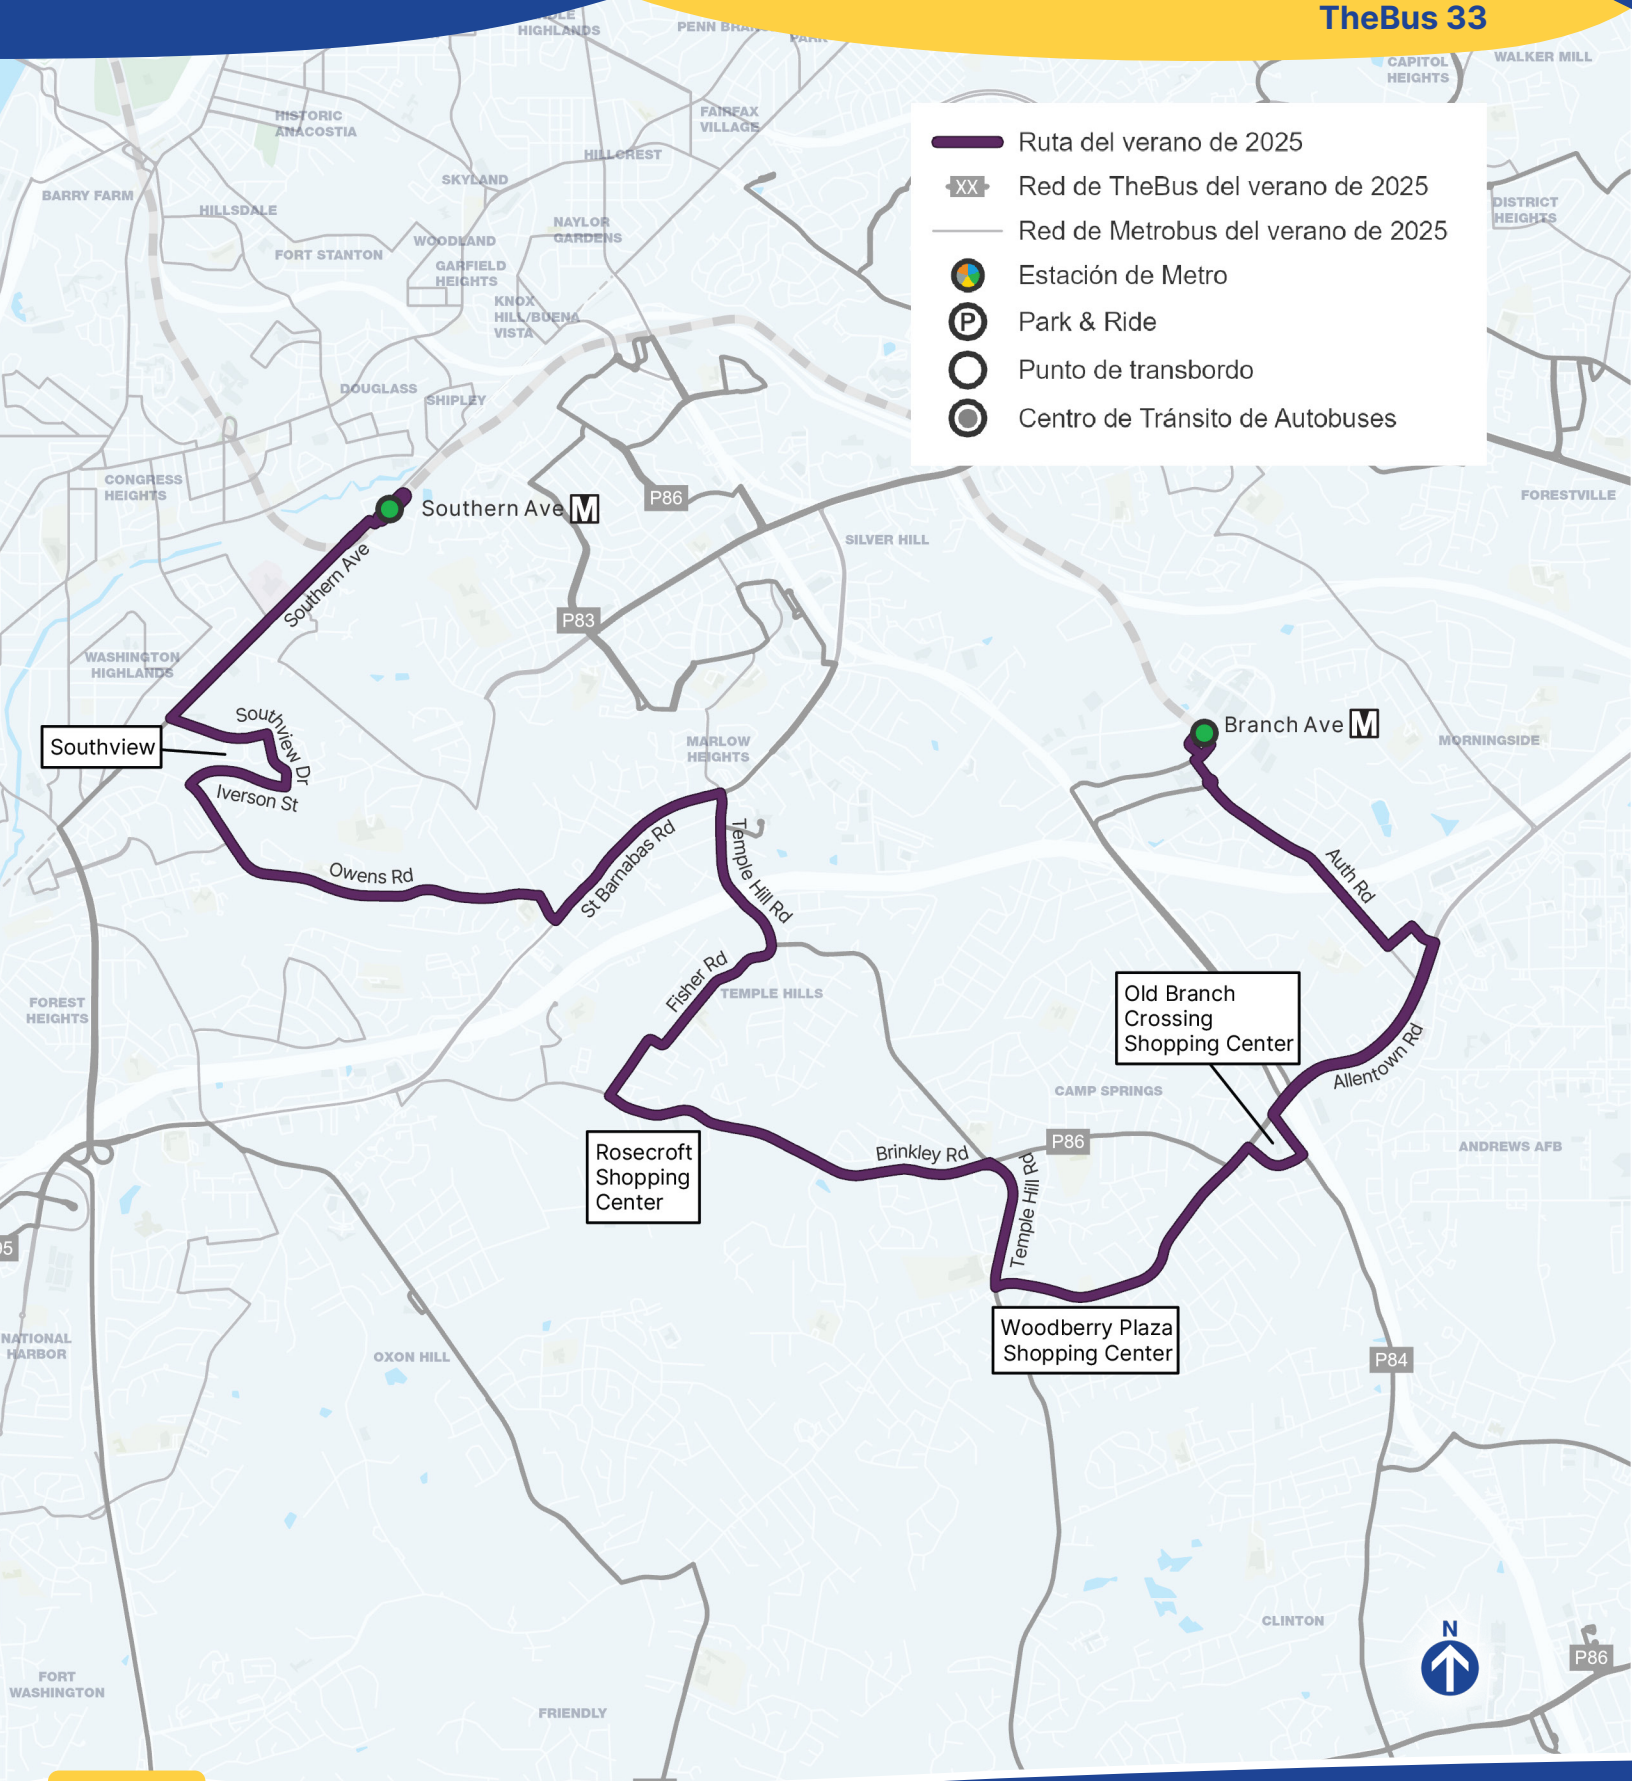 TheBus 33
HIGHLANDS
CAPITOL
HEIGHTS
WALKER MILL
HISTORIC
ANACOSTIA
FAIRFAX
VILLAGE
HILLCREST
SKYLAND
BARRY FARM
HILLSDALE
NAYLOR
GARDENS
WOODLAND
FORT STANTON
GARFIELD
HEIGHTS
KNOX
HILL/BUENA
VISTA
DISTRICT
HEIGHTS
Ruta del verano de 2025
XX
Red de TheBus del verano de 2025
Red de Metrobus del verano de 2025
Estación de Metro
P
Park & Ride
Punto de transbordo
Centro de Tránsito de Autobuses
DOUGLASS
SHIPLEY
CONGRESS
HEIGHTS
P86
FORESTVILLE
Southern Ave M
SILVER HILL
Southern Ave
P83
WASHINGTON
HIGHLANDS
Southview Dr
Southview
Iverson St
MARLOW
HEIGHTS
Branch Ave M
MORNINGSIDE
Owens Rd
St Barnabas Rd
Temple Hill Rd
Auth Rd
Fisher Rd
TEMPLE HILLS
FOREST
HEIGHTS
Old Branch
Crossing
Shopping Center
Allentown Rd
CAMP SPRINGS
P86
ANDREWS AFB
Rosecroft
Shopping
Center
Brinkley Rd
Temple Hill Rd
Woodberry Plaza
Shopping Center
NATIONAL
HARBOR
OXON HILL
P84
CLINTON
N
P86
FORT
WASHINGTON
FRIENDLY